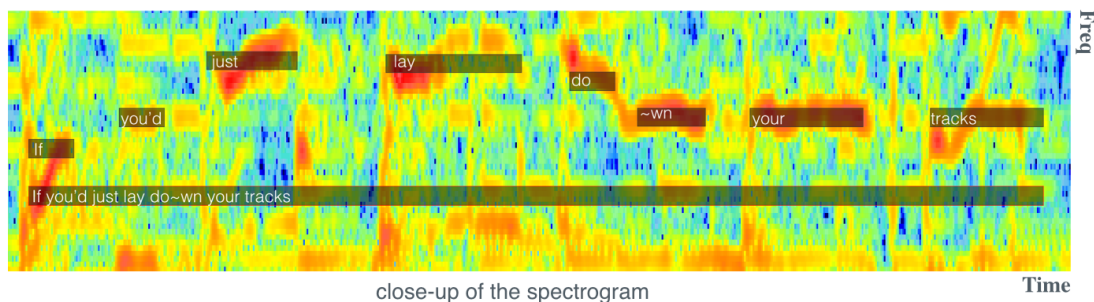 Freq
just
lay
do
~wn
you'd
your
tracks
If
If you'd just lay do~wn your tracks
Time
close-up of the spectrogram